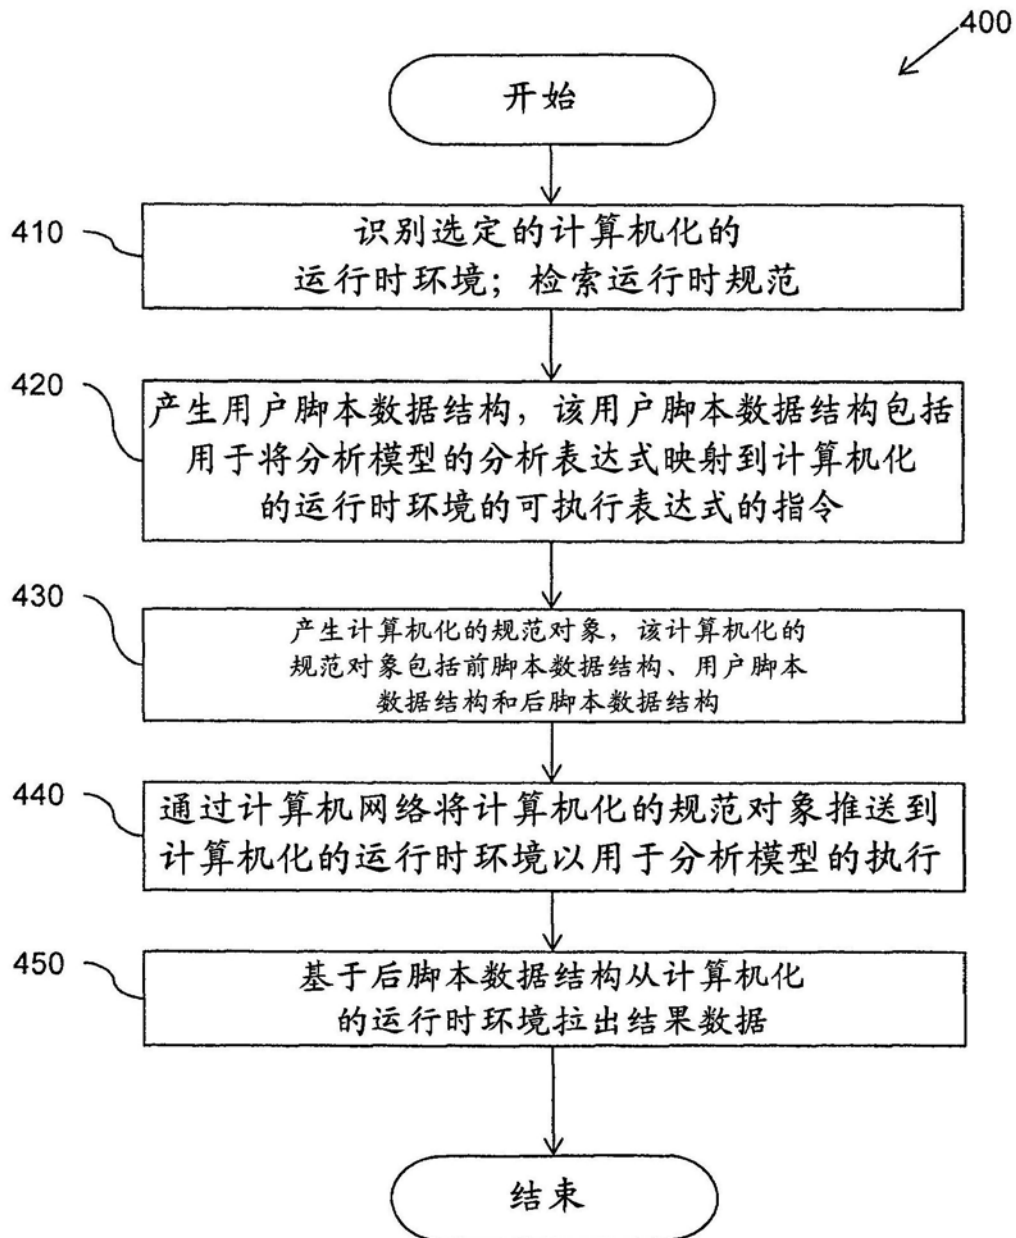 400
开始
410
识别选定的计算机化的
运行时环境；检索运行时规范
420
产生用户脚本数据结构，该用户脚本数据结构包括
用于将分析模型的分析表达式映射到计算机化
的运行时环境的可执行表达式的指令
430
产生计算机化的规范对象，该计算机化的
规范对象包括前脚本数据结构、用户脚本
数据结构和后脚本数据结构
440
通过计算机网络将计算机化的规范对象推送到
计算机化的运行时环境以用于分析模型的执行
450
基于后脚本数据结构从计算机化
的运行时环境拉出结果数据
结束